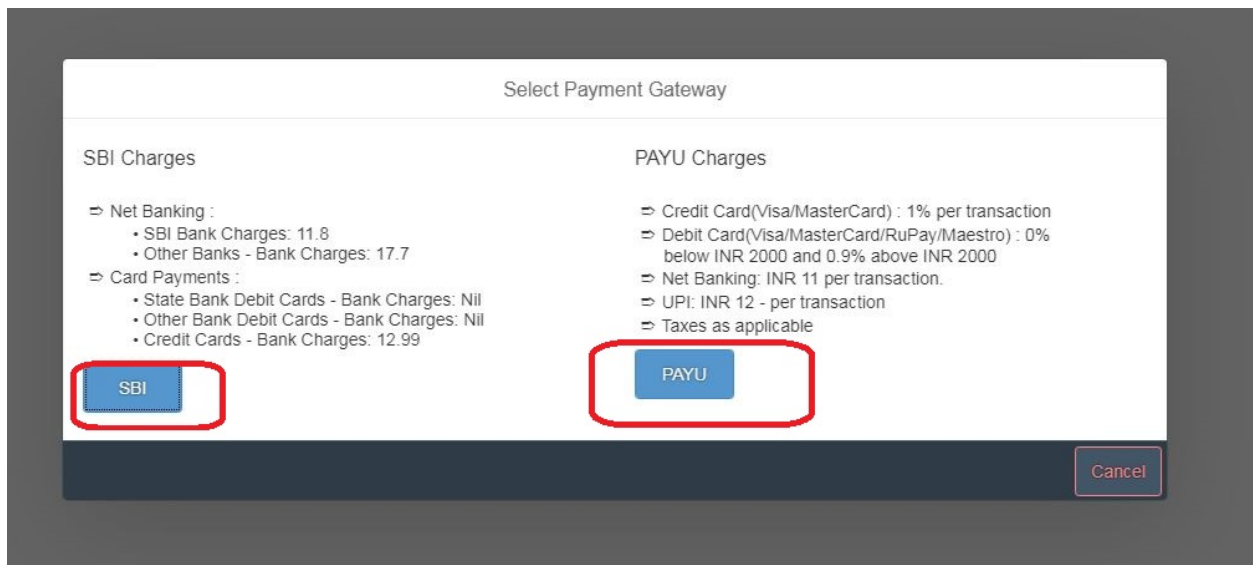 Select Payment Gateway
SBI Charges
➱ Net Banking :
• SBI Bank Charges: 11.8
• Other Banks - Bank Charges: 17.7
➱ Card Payments :
• State Bank Debit Cards - Bank Charges: Nil
• Other Bank Debit Cards - Bank Charges: Nil
• Credit Cards - Bank Charges: 12.99
SBI
PAYU Charges
➱ Credit Card(Visa/MasterCard) : 1% per transaction
➱ Debit Card(Visa/MasterCard/RuPay/Maestro) : 0%
below INR 2000 and 0.9% above INR 2000
➱ Net Banking: INR 11 per transaction.
➱ UPI: INR 12 - per transaction
➱ Taxes as applicable
PAYU
Cancel